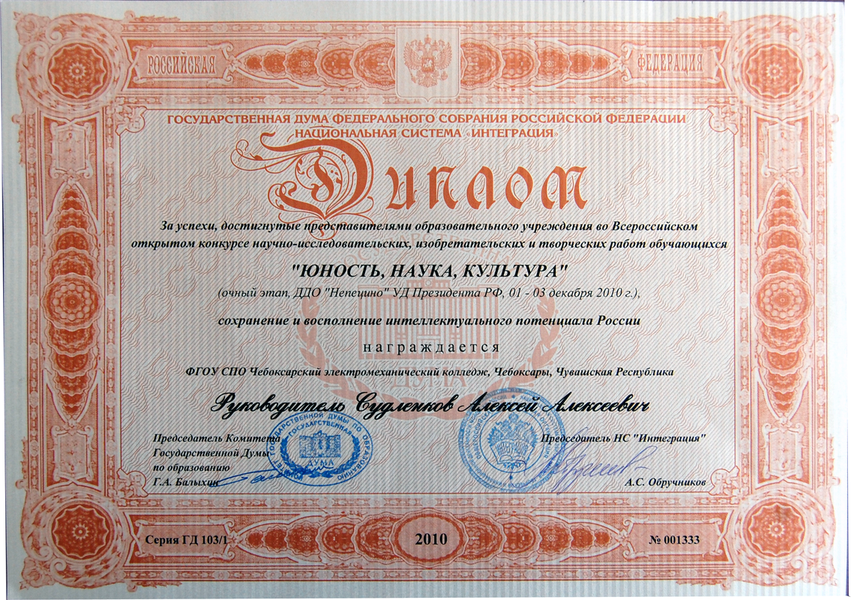 РОССИЙСКАЯ ФЕДЕРАЦИЯ
ГОСУДАРСТВЕННАЯ ДУМА ФЕДЕРАЛЬНОГО СОБРАНИЯ РОССИЙСКОЙ ФЕДЕРАЦИИ
НАЦИОНАЛЬНАЯ СИСТЕМА «ИНТЕГРАЦИЯ»
Диплом
За успехи, достигнутые представителями образовательного учреждения во Всероссийском
открытом конкурсе научно-исследовательских, изобретательских и творческих работ обучающихся
"ЮНОСТЬ, НАУКА, КУЛЬТУРА"
(очный этап, ДДО "Непецино" УД Президента РФ, 01 - 03 декабря 2010 г.),
сохранение и восполнение интеллектуального потенциала России
награждается
ФГОУ СПО Чебоксарский электромеханический колледж, Чебоксары, Чувашская Республика
ДУМА
Руководитель Судленков Алексей Алексеевич
Председатель Комитета
Государственной Думы
по образованию
Г.А. Балыхин
ГОСУДАРСТВЕННАЯ
ДУМА
Председатель НС "Интеграция"
А.С. Обручников
Серия ГД 103/1
2010
№ 001333